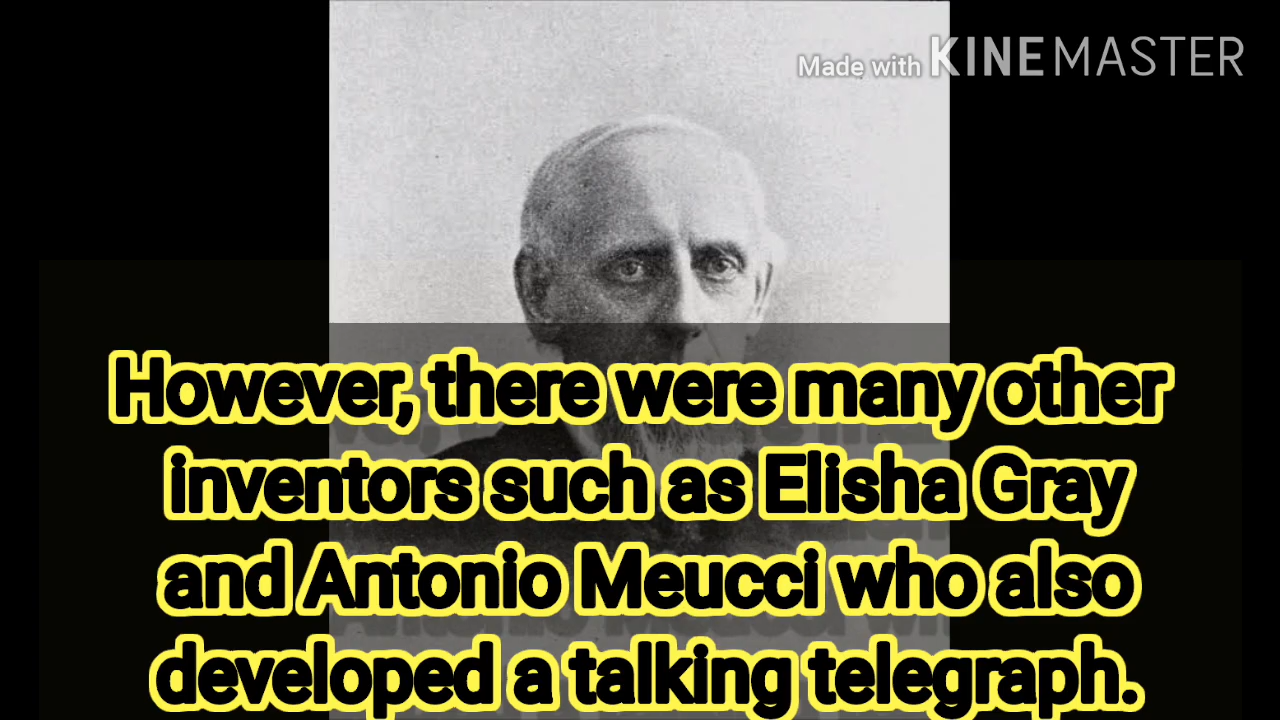 Made with KINEMASTER
However, there were many other
inventors such as Elisha Gray
and Antonio Meucci who also
developed a talking telegraph.